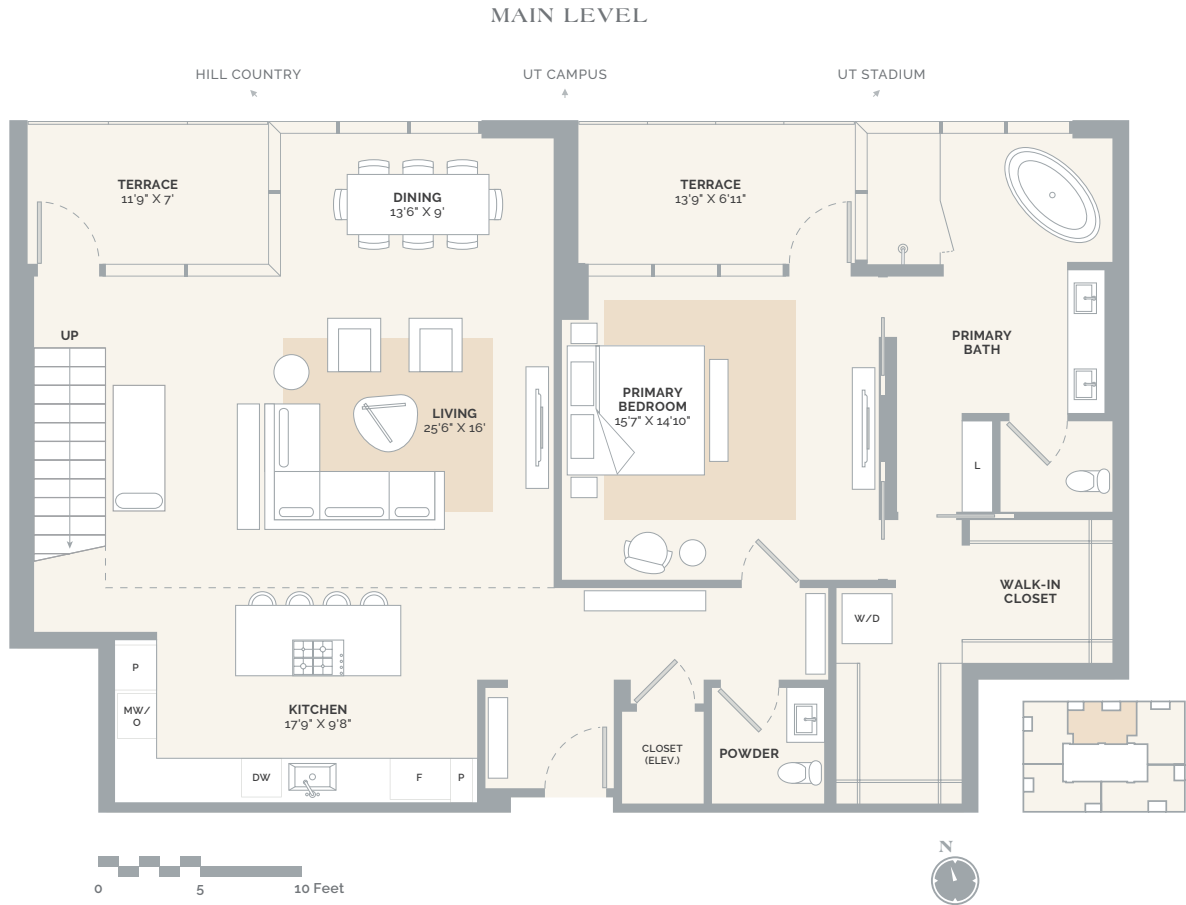 MAIN LEVEL
HILL COUNTRY
UT CAMPUS
UT STADIUM
TERRACE
11'9" X 7'
DINING
13'6" X 9'
TERRACE
13'9" X 6'11"
UP
PRIMARY
BATH
LIVING
25'6" X 16'
PRIMARY
BEDROOM
15'7" X 14'10"
L
WALK-IN
CLOSET
W/D
P
MW/
O
KITCHEN
17'9" X 9'8"
CLOSET
(ELEV.)
POWDER
DW
F
P
N
0
5
10 Feet